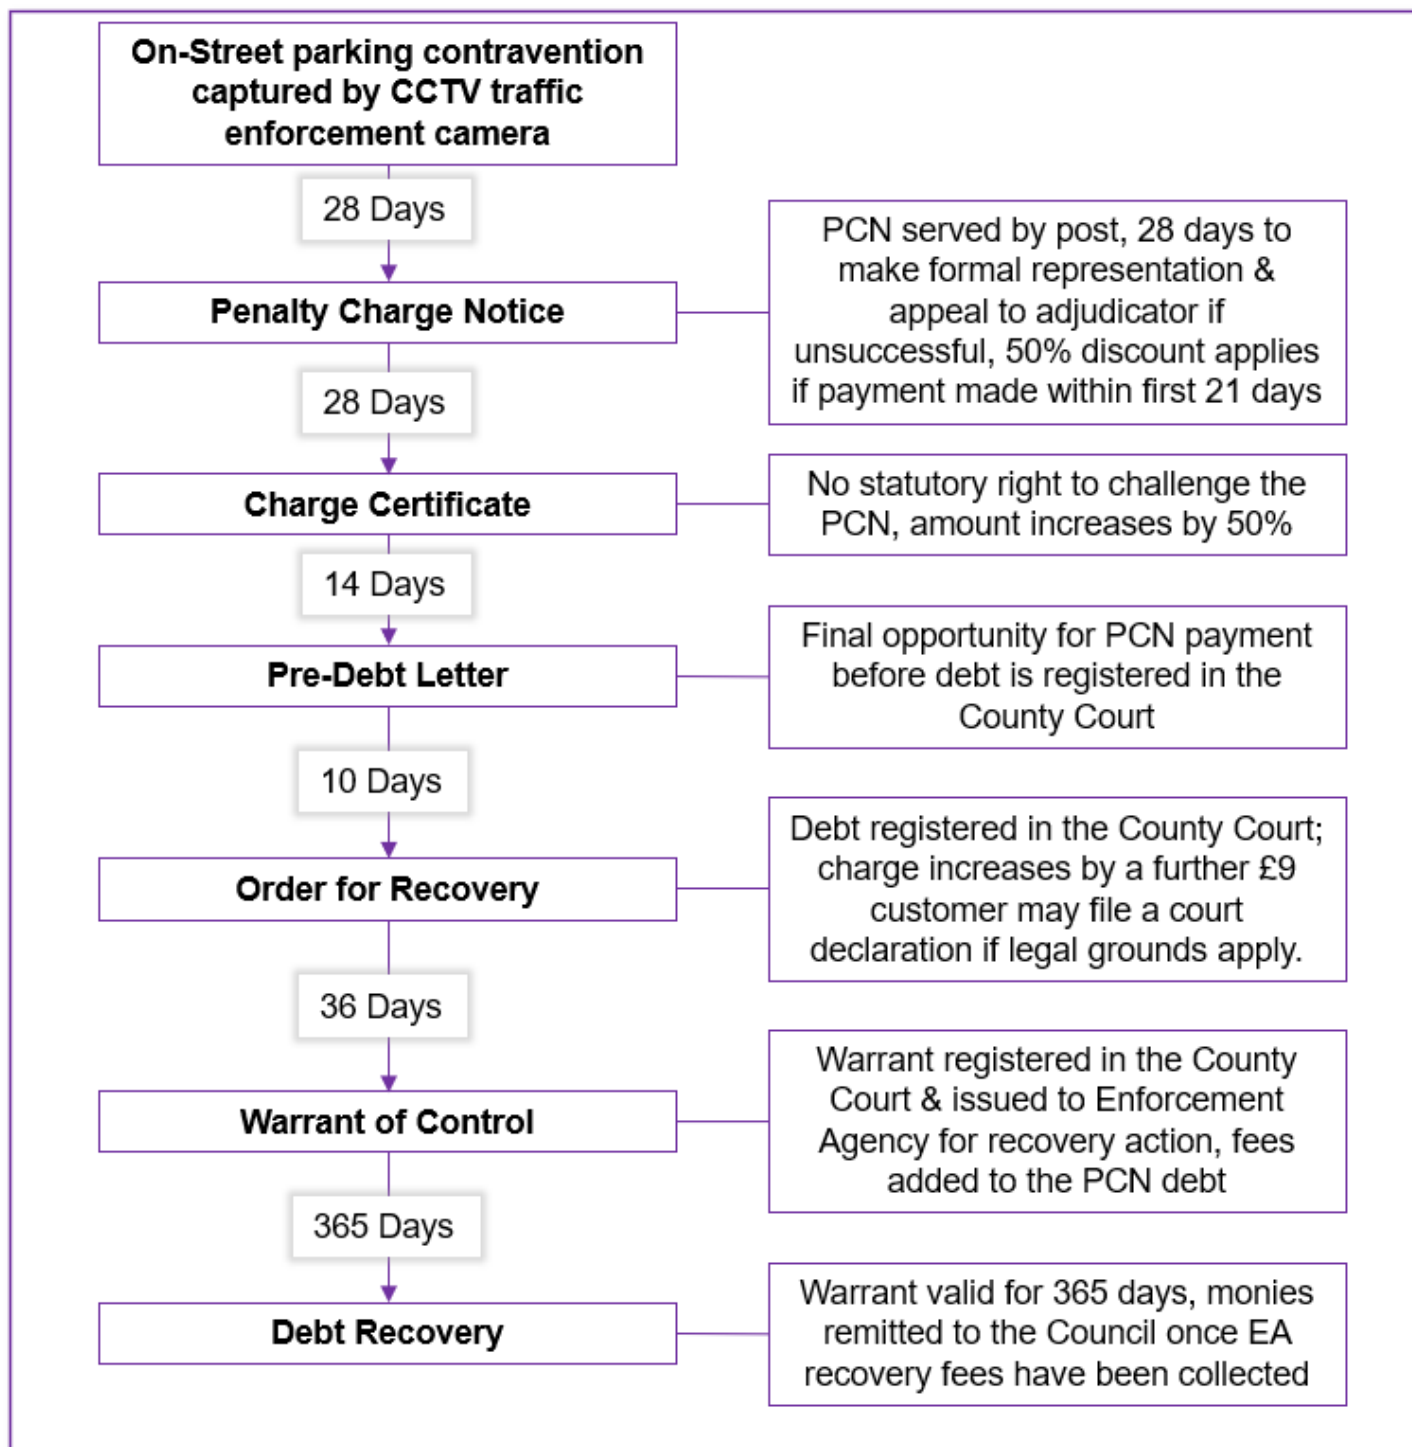 On-Street parking contravention
captured by CCTV traffic
enforcement camera
28 Days
PCN served by post, 28 days to
make formal representation &
appeal to adjudicator if
unsuccessful, 50% discount applies
if payment made within first 21 days
Penalty Charge Notice
28 Days
Charge Certificate
No statutory right to challenge the
PCN, amount increases by 50%
14 Days
Pre-Debt Letter
Final opportunity for PCN payment
before debt is registered in the
County Court
10 Days
Order for Recovery
Debt registered in the County Court;
charge increases by a further £9
customer may file a court
declaration if legal grounds apply.
36 Days
Warrant of Control
Warrant registered in the County
Court & issued to Enforcement
Agency for recovery action, fees
added to the PCN debt
365 Days
Debt Recovery
Warrant valid for 365 days, monies
remitted to the Council once EA
recovery fees have been collected